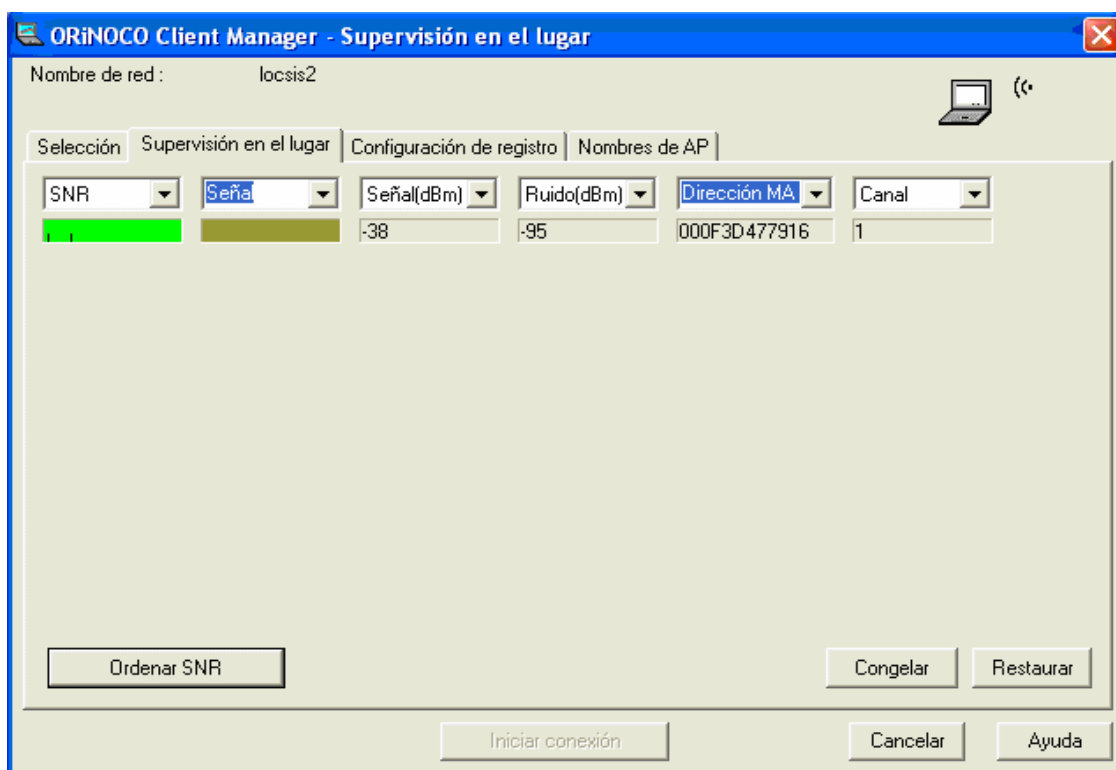 ORiNOCO Client Manager - Supervisión en el lugar
Nombre de red : locsis2
Selección Supervisión en el lugar Configuración de registro Nombres de AP
SNR Señal Señal(dBm) Ruido(dBm) Dirección MA Canal
-38 -95 000F3D477916 1
Ordenar SNR Congelar Restaurar
Iniciar conexión Cancelar Ayuda